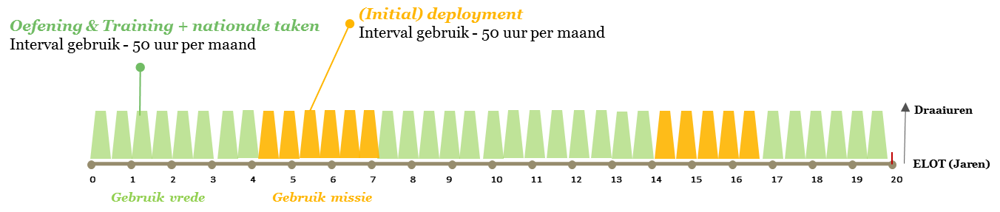 (Initial) deployment
Oefening & Training + nationale taken
Interval gebruik - 50 uur per maand
Interval gebruik - 50 uur per maand
Draaiuren
ELOT (Jaren)
0 1 2 3 4 5 6 7 8 9 10 11 12 13 14 15 16 17 18 19 20
Gebruik vrede
Gebruik missie